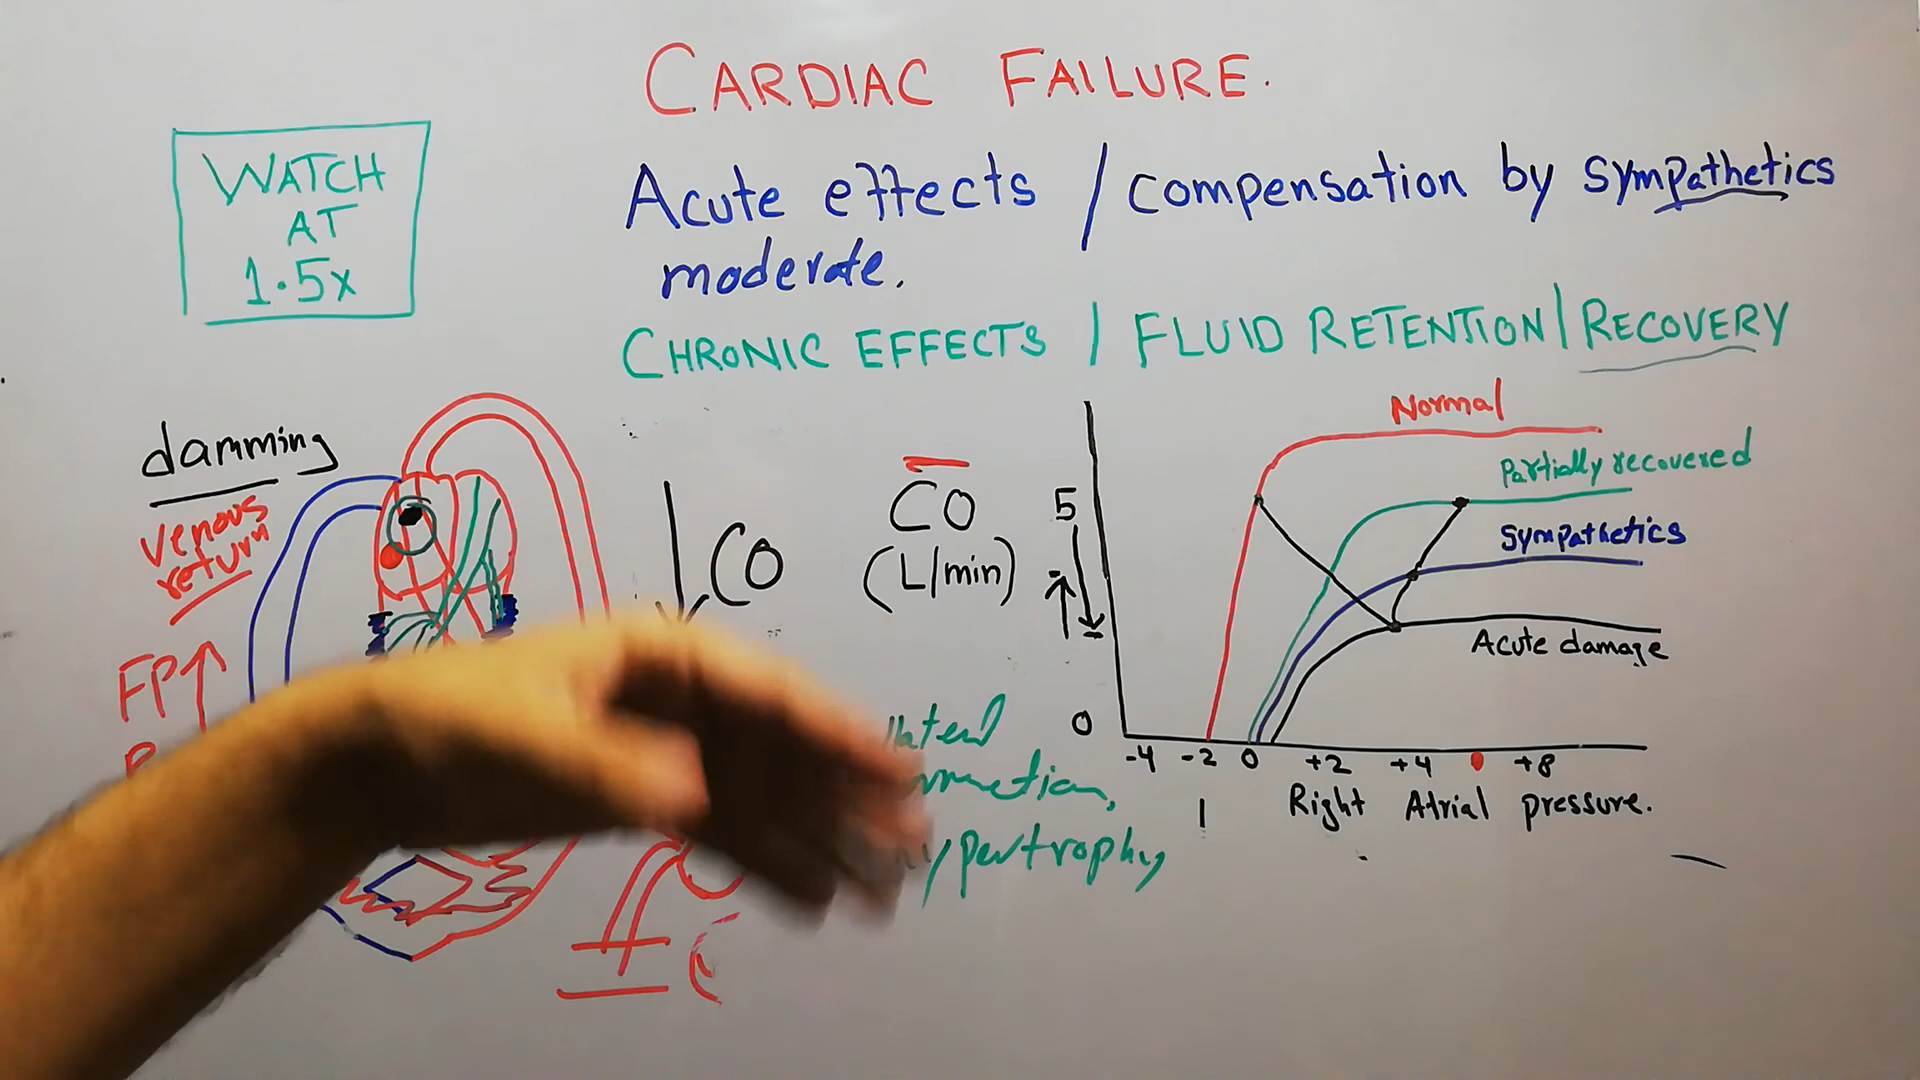 CARDIAC FAILURE.
WATCH
AT
1.5x
Acute effects / compensation by sympathetics
moderate.
CHRONIC EFFECTS / FLUID RETENTION | RECOVERY
damming
venous
return
FP↑
CO
CO
(L/min)
5
0
Normal
Partially recovered
Sympathetics
Acute damage
-4 -2 0 +2 +4 +8
Right Atrial pressure.